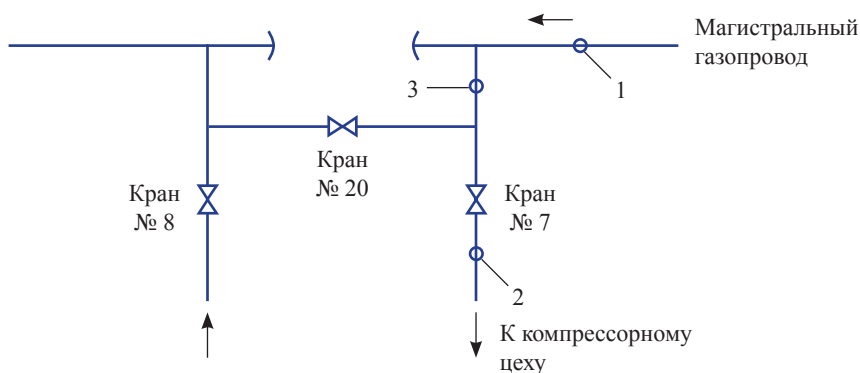 Магистральный
газопровод
1
3
Кран
№ 20
Кран
№ 8
Кран
№ 7
2
К компрессорному
цеху